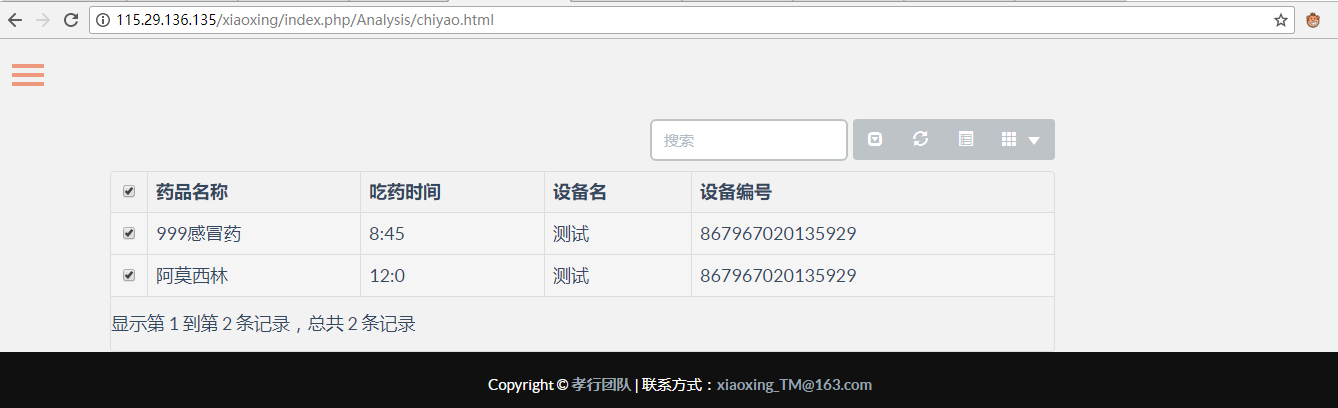 115.29.136.135/xiaoxing/index.php/Analysis/chiyao.html
搜索
药品名称 吃药时间 设备名 设备编号
999感冒药 8:45 测试 867967020135929
阿莫西林 12:0 测试 867967020135929
显示第 1 到第 2 条记录，总共 2 条记录
Copyright © 孝行团队 | 联系方式：xiaoxing_TM@163.com